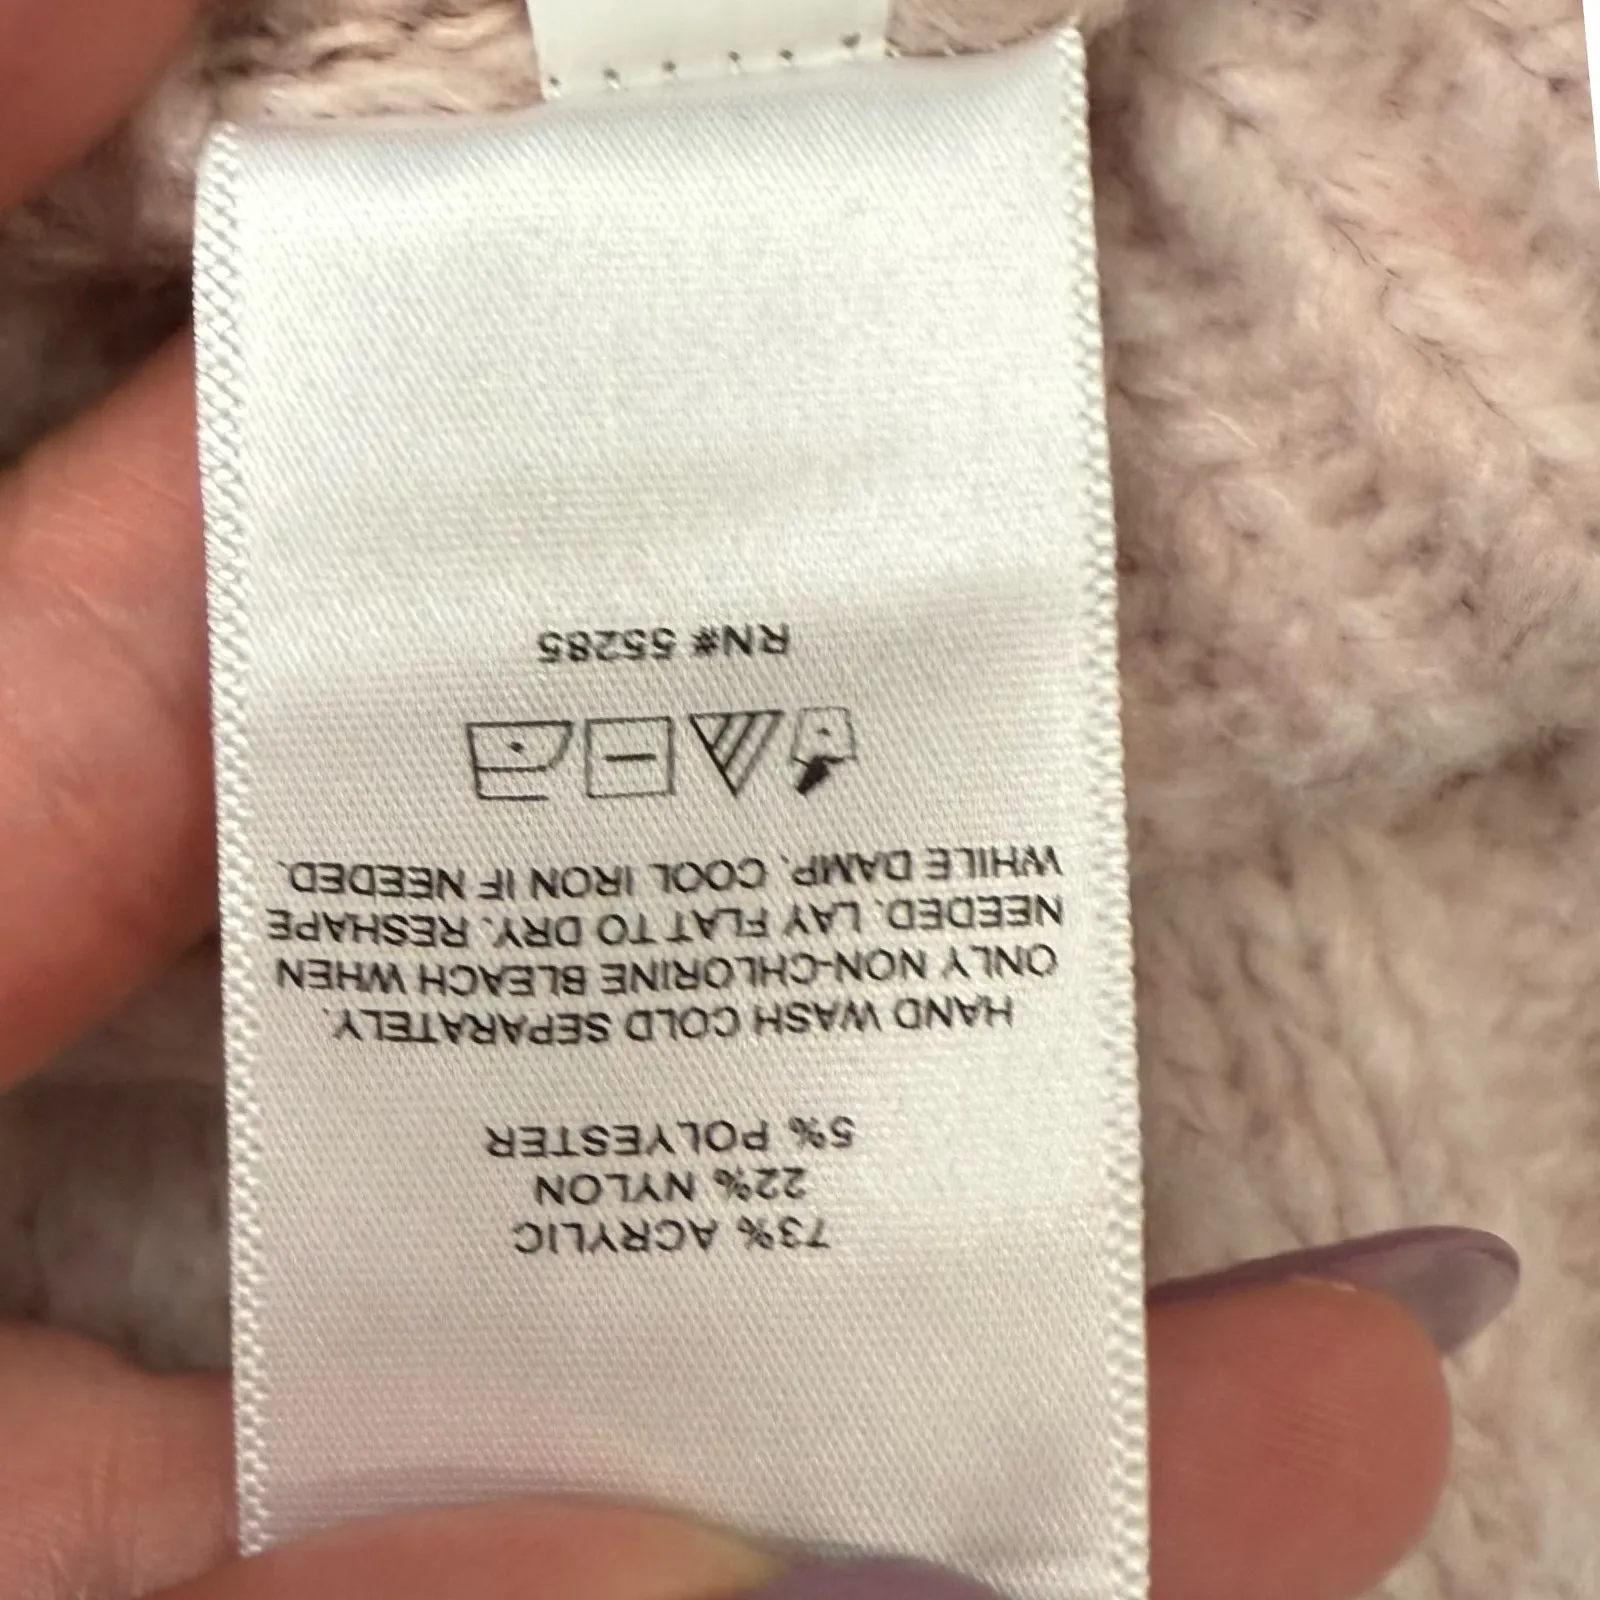 73% ACRYLIC
22% NYLON
5% POLYESTER
HAND WASH COLD SEPARATELY.
ONLY NON-CHLORINE BLEACH WHEN
NEEDED. LAY FLAT TO DRY. RESHAPE
WHILE DAMP. COOL IRON IF NEEDED.
RN# 55285